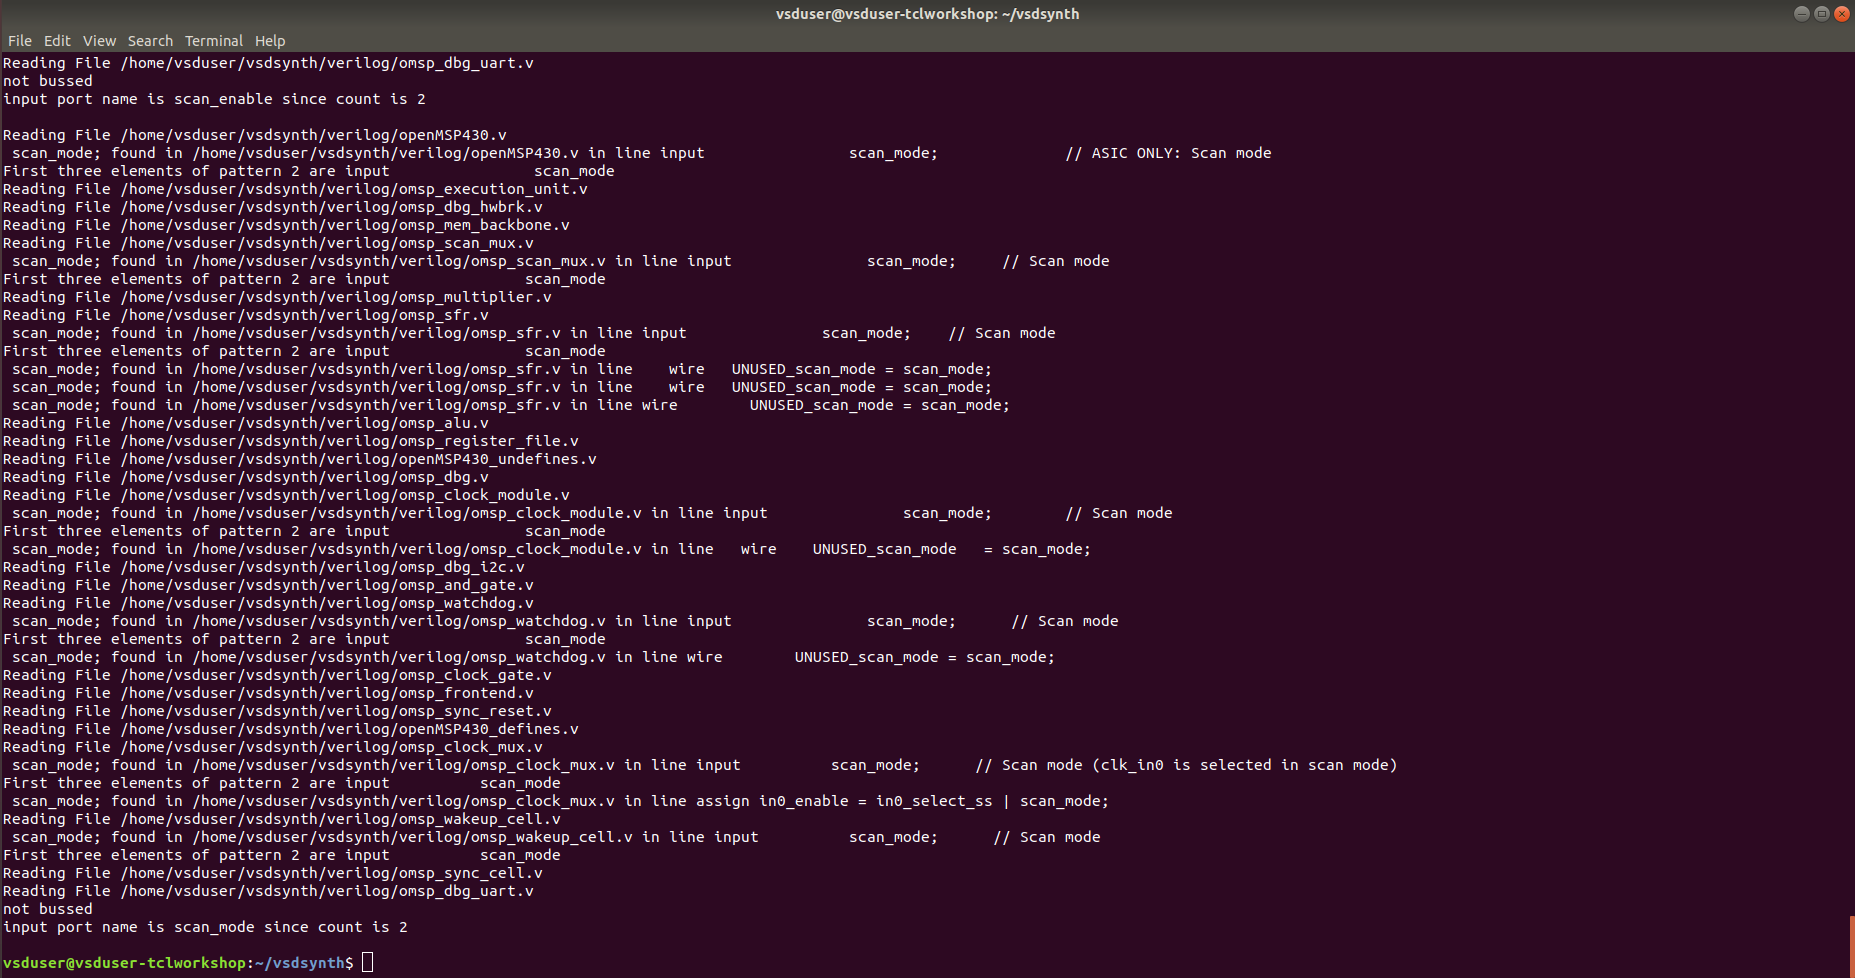 vsduser@vsduser-tclworkshop: ~/vsdsynth
File Edit View Search Terminal Help
Reading File /home/vsduser/vsdsynth/verilog/omsp_dbg_uart.v
not bussed
input port name is scan_enable since count is 2
Reading File /home/vsduser/vsdsynth/verilog/openMSP430.v
 scan_mode; found in /home/vsduser/vsdsynth/verilog/openMSP430.v in line input                scan_mode;              // ASIC ONLY: Scan mode
First three elements of pattern 2 are input                scan_mode
Reading File /home/vsduser/vsdsynth/verilog/omsp_execution_unit.v
Reading File /home/vsduser/vsdsynth/verilog/omsp_dbg_hwbrk.v
Reading File /home/vsduser/vsdsynth/verilog/omsp_mem_backbone.v
Reading File /home/vsduser/vsdsynth/verilog/omsp_scan_mux.v
 scan_mode; found in /home/vsduser/vsdsynth/verilog/omsp_scan_mux.v in line input               scan_mode;     // Scan mode
First three elements of pattern 2 are input               scan_mode
Reading File /home/vsduser/vsdsynth/verilog/omsp_multiplier.v
Reading File /home/vsduser/vsdsynth/verilog/omsp_sfr.v
 scan_mode; found in /home/vsduser/vsdsynth/verilog/omsp_sfr.v in line input               scan_mode;    // Scan mode
First three elements of pattern 2 are input               scan_mode
 scan_mode; found in /home/vsduser/vsdsynth/verilog/omsp_sfr.v in line    wire   UNUSED_scan_mode = scan_mode;
 scan_mode; found in /home/vsduser/vsdsynth/verilog/omsp_sfr.v in line    wire   UNUSED_scan_mode = scan_mode;
 scan_mode; found in /home/vsduser/vsdsynth/verilog/omsp_sfr.v in line wire        UNUSED_scan_mode = scan_mode;
Reading File /home/vsduser/vsdsynth/verilog/omsp_alu.v
Reading File /home/vsduser/vsdsynth/verilog/omsp_register_file.v
Reading File /home/vsduser/vsdsynth/verilog/openMSP430_undefines.v
Reading File /home/vsduser/vsdsynth/verilog/omsp_dbg.v
Reading File /home/vsduser/vsdsynth/verilog/omsp_clock_module.v
 scan_mode; found in /home/vsduser/vsdsynth/verilog/omsp_clock_module.v in line input               scan_mode;        // Scan mode
First three elements of pattern 2 are input               scan_mode
 scan_mode; found in /home/vsduser/vsdsynth/verilog/omsp_clock_module.v in line   wire    UNUSED_scan_mode   = scan_mode;
Reading File /home/vsduser/vsdsynth/verilog/omsp_dbg_i2c.v
Reading File /home/vsduser/vsdsynth/verilog/omsp_and_gate.v
Reading File /home/vsduser/vsdsynth/verilog/omsp_watchdog.v
 scan_mode; found in /home/vsduser/vsdsynth/verilog/omsp_watchdog.v in line input               scan_mode;      // Scan mode
First three elements of pattern 2 are input               scan_mode
 scan_mode; found in /home/vsduser/vsdsynth/verilog/omsp_watchdog.v in line wire        UNUSED_scan_mode = scan_mode;
Reading File /home/vsduser/vsdsynth/verilog/omsp_clock_gate.v
Reading File /home/vsduser/vsdsynth/verilog/omsp_frontend.v
Reading File /home/vsduser/vsdsynth/verilog/omsp_sync_reset.v
Reading File /home/vsduser/vsdsynth/verilog/openMSP430_defines.v
Reading File /home/vsduser/vsdsynth/verilog/omsp_clock_mux.v
 scan_mode; found in /home/vsduser/vsdsynth/verilog/omsp_clock_mux.v in line input          scan_mode;      // Scan mode (clk_in0 is selected in scan mode)
First three elements of pattern 2 are input          scan_mode
 scan_mode; found in /home/vsduser/vsdsynth/verilog/omsp_clock_mux.v in line assign in0_enable = in0_select_ss | scan_mode;
Reading File /home/vsduser/vsdsynth/verilog/omsp_wakeup_cell.v
 scan_mode; found in /home/vsduser/vsdsynth/verilog/omsp_wakeup_cell.v in line input          scan_mode;      // Scan mode
First three elements of pattern 2 are input          scan_mode
Reading File /home/vsduser/vsdsynth/verilog/omsp_sync_cell.v
Reading File /home/vsduser/vsdsynth/verilog/omsp_dbg_uart.v
not bussed
input port name is scan_mode since count is 2
vsduser@vsduser-tclworkshop:~/vsdsynth$